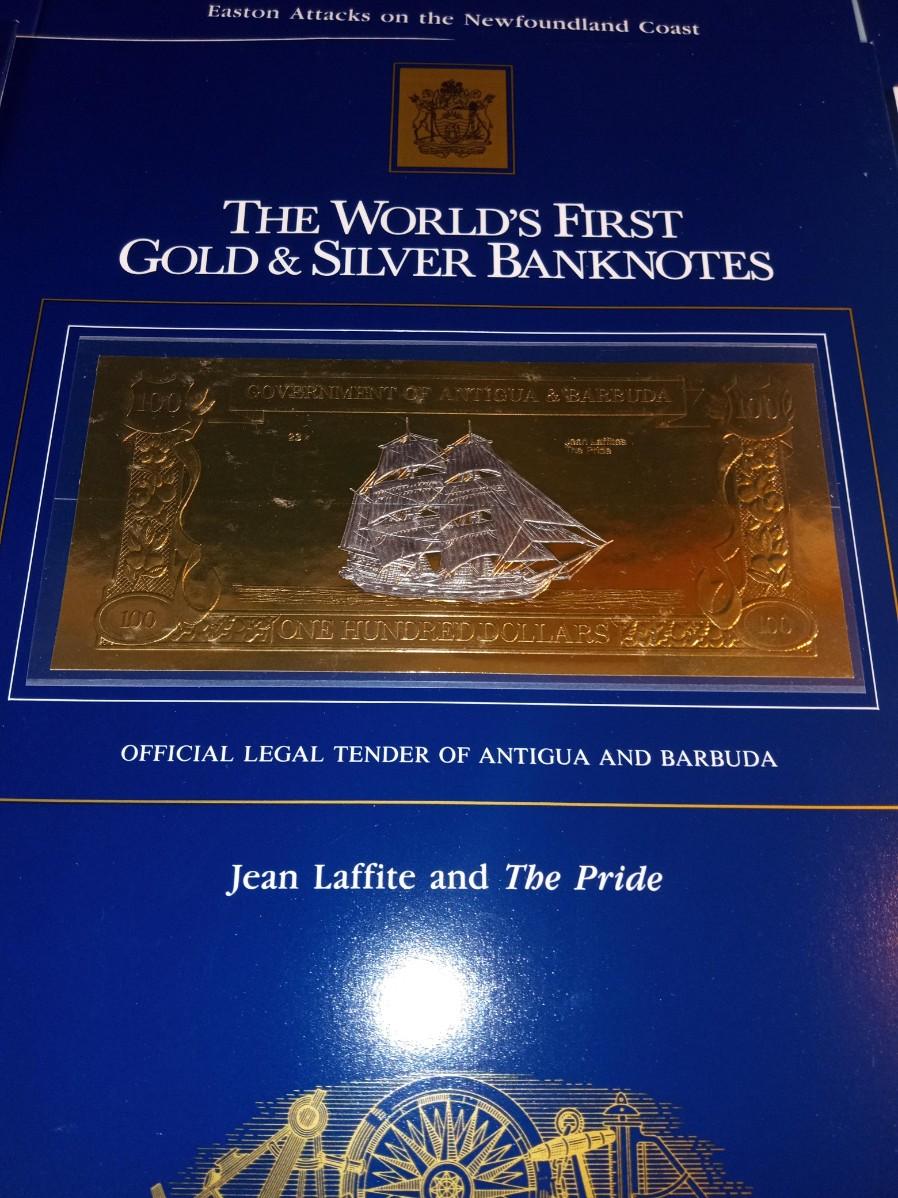 Easton Attacks on the Newfoundland Coast
THE WORLD'S FIRST
GOLD & SILVER BANKNOTES
100
GOVERNMENT OF ANTIGUA & BARBUDA
100
23
Jean Laffite's
The Pride
100
ONE HUNDRED DOLLARS
100
OFFICIAL LEGAL TENDER OF ANTIGUA AND BARBUDA
Jean Laffite and The Pride